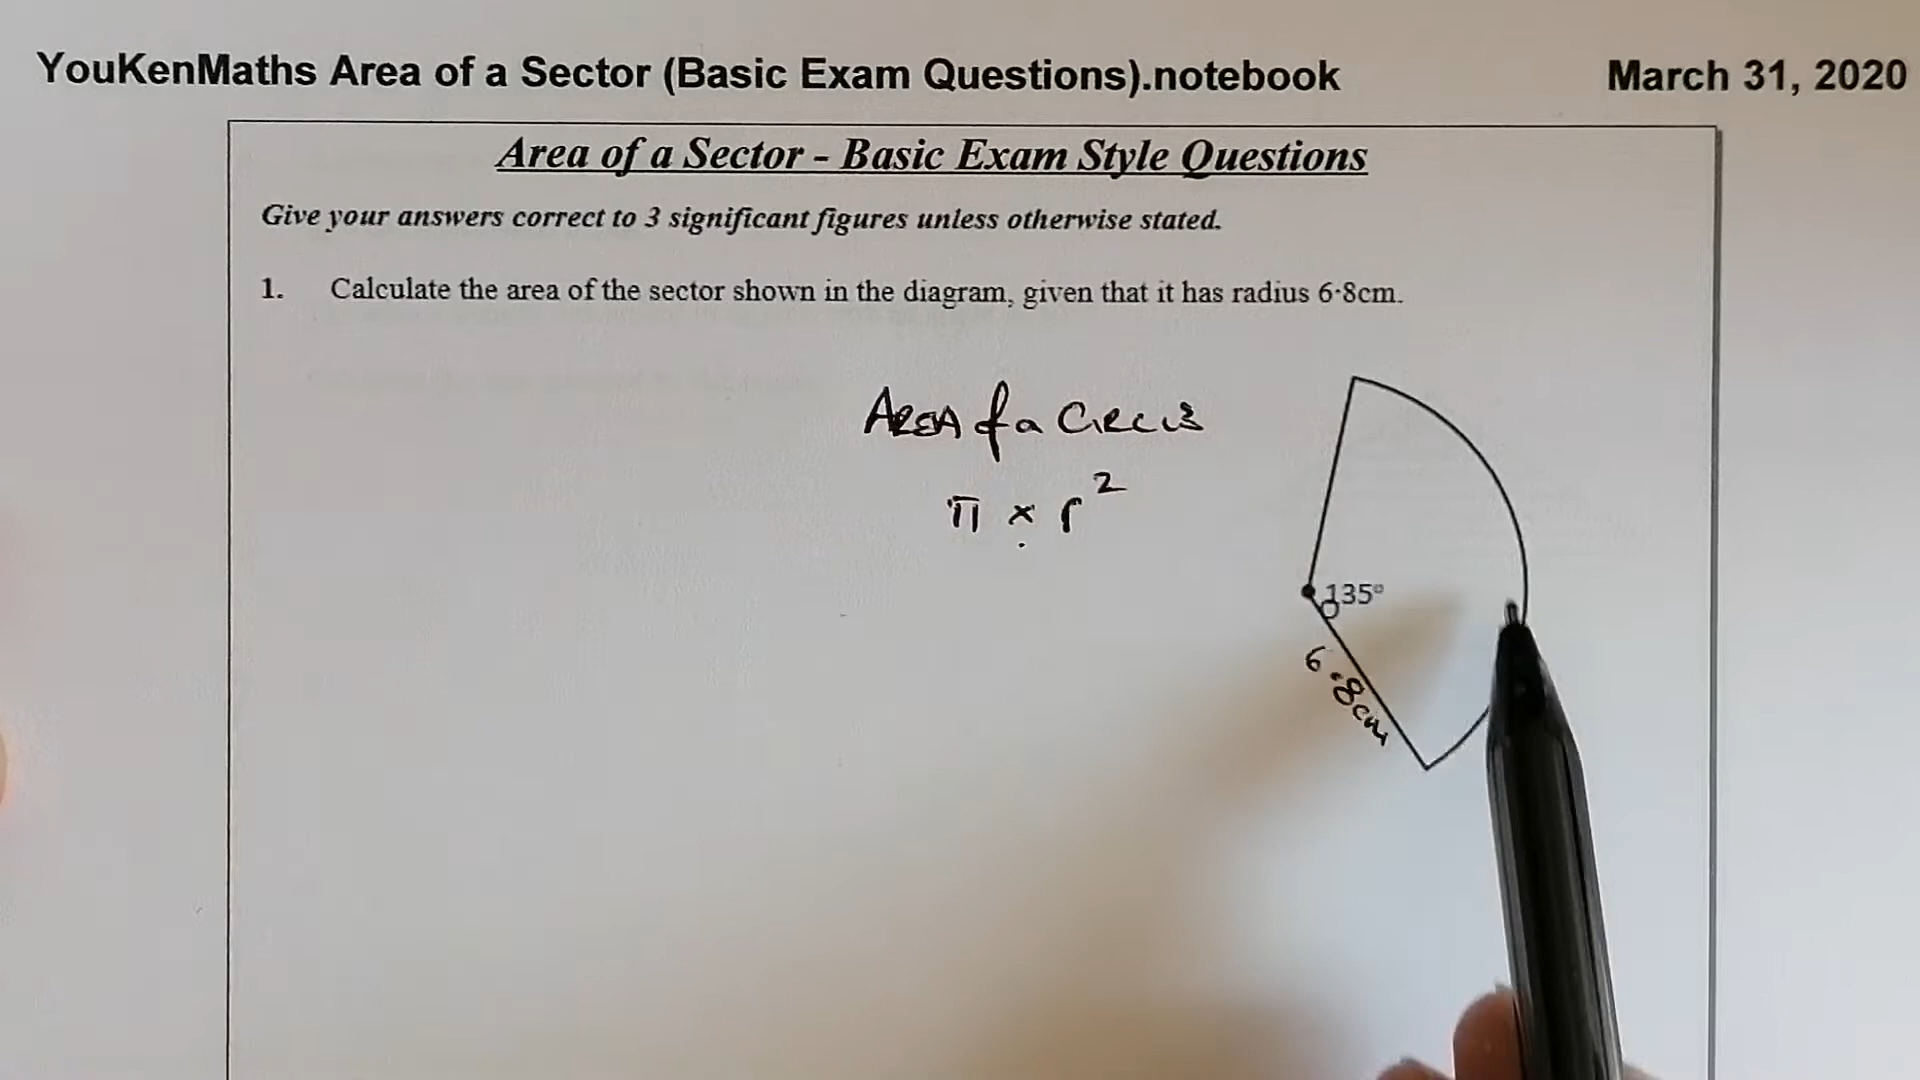 YouKenMaths Area of a Sector (Basic Exam Questions).notebook March 31, 2020
Area of a Sector - Basic Exam Style Questions
Give your answers correct to 3 significant figures unless otherwise stated.
1. Calculate the area of the sector shown in the diagram, given that it has radius 6·8cm.
AREA of a CIRCLE
π × r²
135°
6.8cm